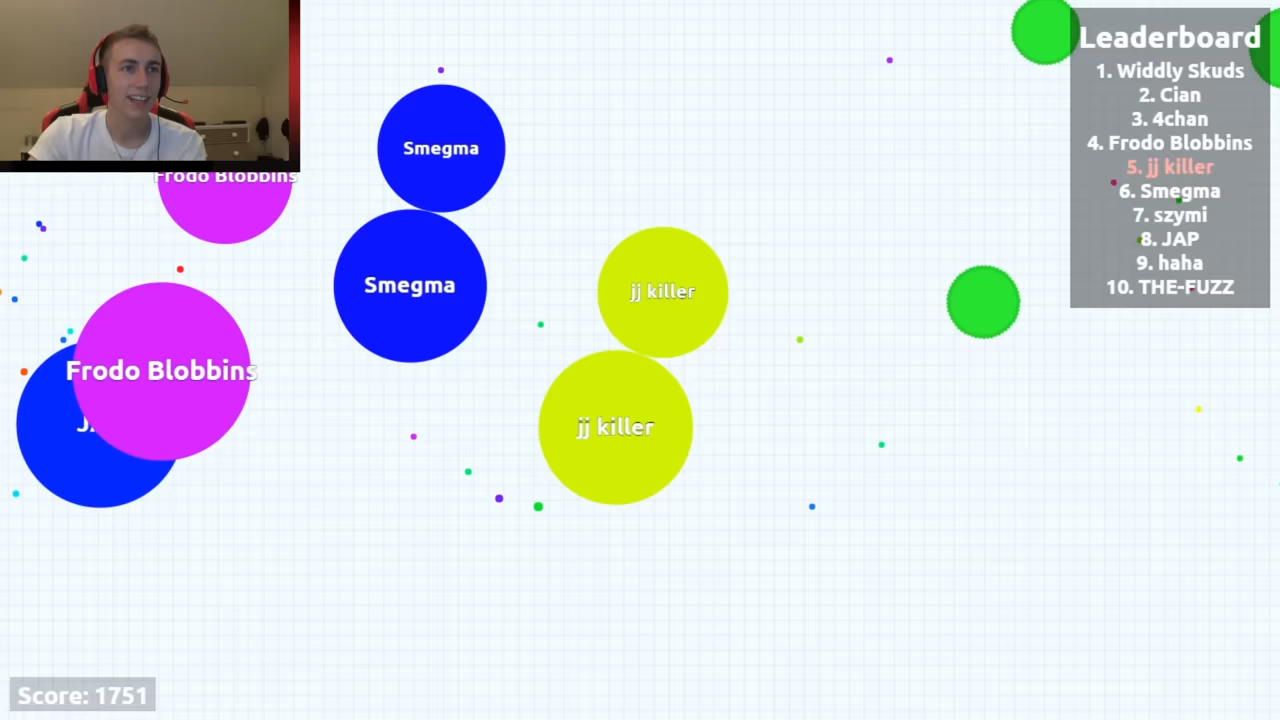 Leaderboard
1. Widdly Skuds
2. Cian
3. 4chan
4. Frodo Blobbins
5. jj killer
6. Smegma
7. szymi
8. JAP
9. haha
10. THE-FUZZ
Smegma
Frodo Blobbins
Smegma
jj killer
Frodo Blobbins
jj killer
Score: 1751